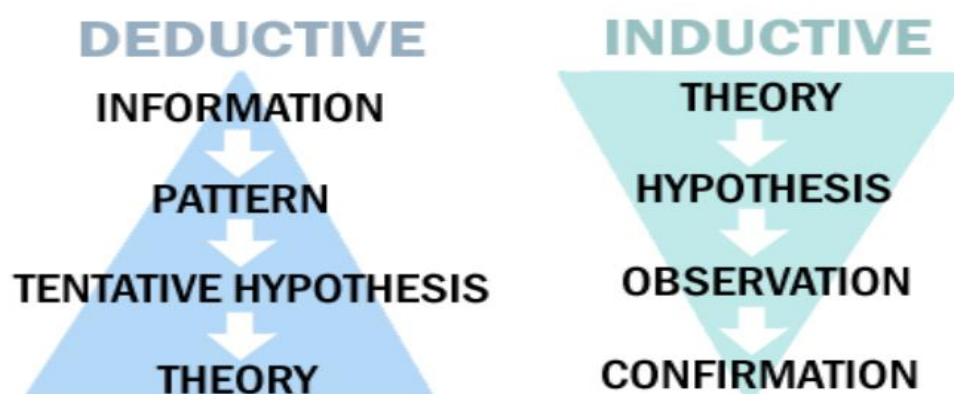 DEDUCTIVE
INFORMATION
PATTERN
TENTATIVE HYPOTHESIS
THEORY
INDUCTIVE
THEORY
HYPOTHESIS
OBSERVATION
CONFIRMATION